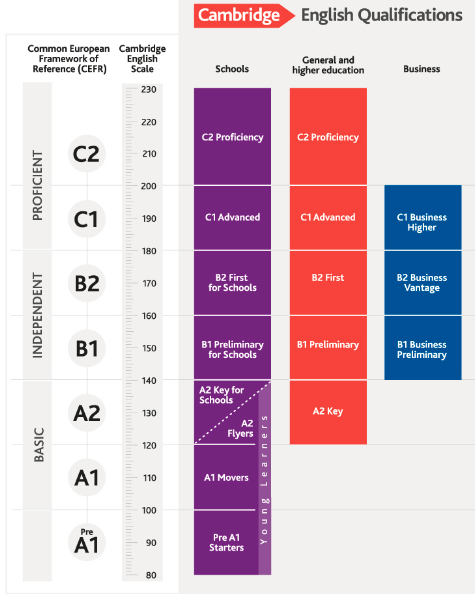 Cambridge English Qualifications
Common European
Framework of
Reference (CEFR)
Cambridge
English
Scale
Schools
General and
higher education
Business
PROFICIENT
INDEPENDENT
BASIC
C2
C1
B2
B1
A2
A1
Pre
A1
230
220
210
200
190
180
170
160
150
140
130
120
110
100
90
80
C2 Proficiency
C1 Advanced
B2 First
for Schools
B1 Preliminary
for Schools
A2 Key for
Schools
A2
Flyers
A1 Movers
Pre A1
Starters
Young Learners
C2 Proficiency
C1 Advanced
B2 First
B1 Preliminary
A2 Key
C1 Business
Higher
B2 Business
Vantage
B1 Business
Preliminary